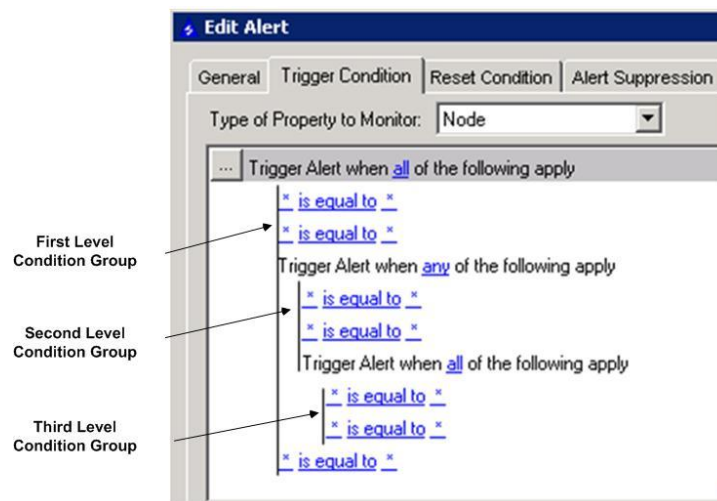 Edit Alert
General Trigger Condition Reset Condition Alert Suppression
Type of Property to Monitor: Node
... Trigger Alert when all of the following apply
* is equal to *
* is equal to *
First Level
Condition Group
Trigger Alert when any of the following apply
* is equal to *
* is equal to *
Second Level
Condition Group
Trigger Alert when all of the following apply
* is equal to *
* is equal to *
Third Level
Condition Group
* is equal to *